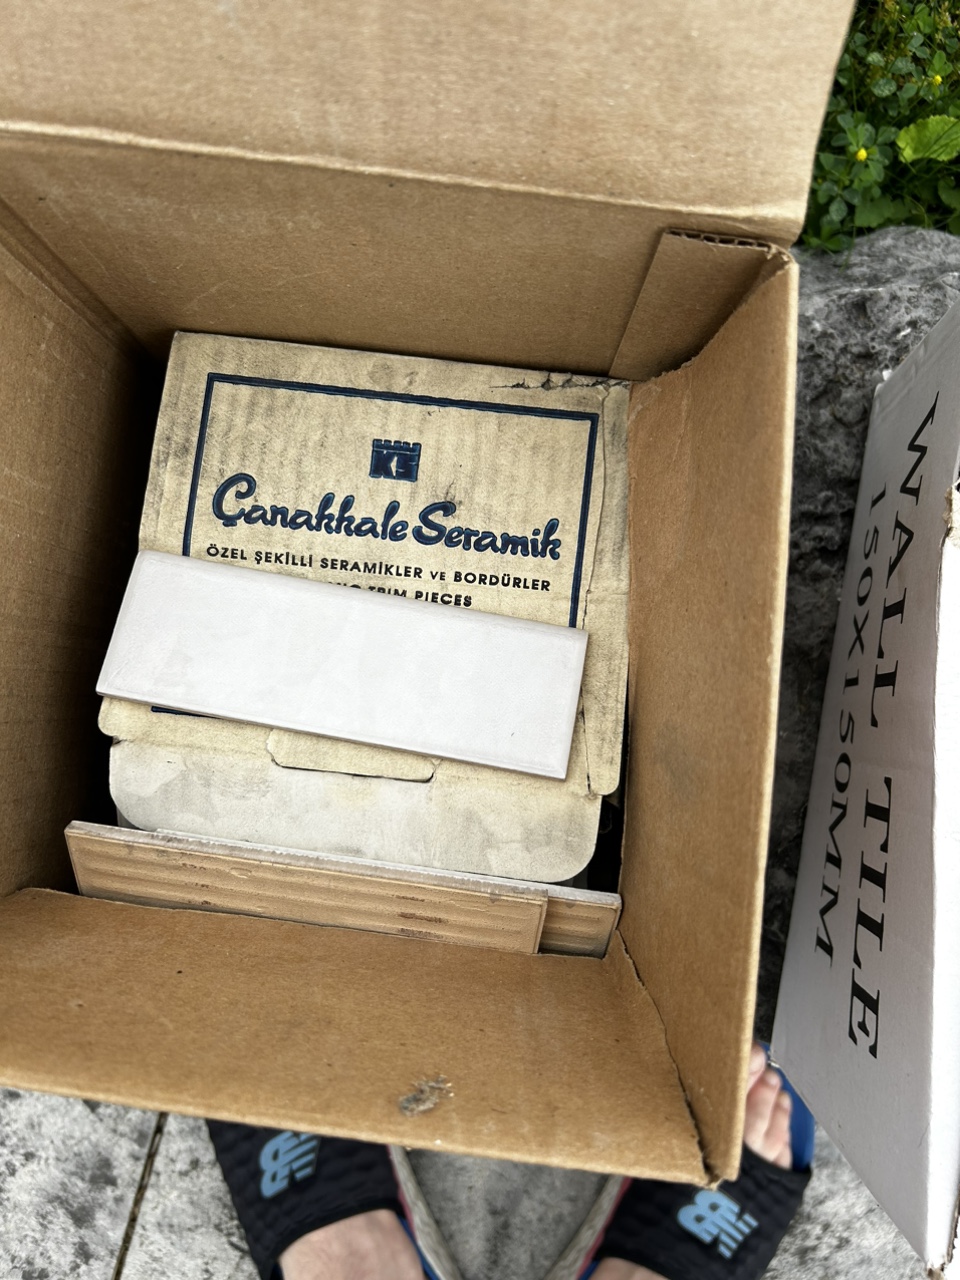 KS
Çanakkale Seramik
ÖZEL ŞEKİLLİ SERAMİKLER VE BORDÜRLER
TRIM PIECES
WALL TILE
150X150MM